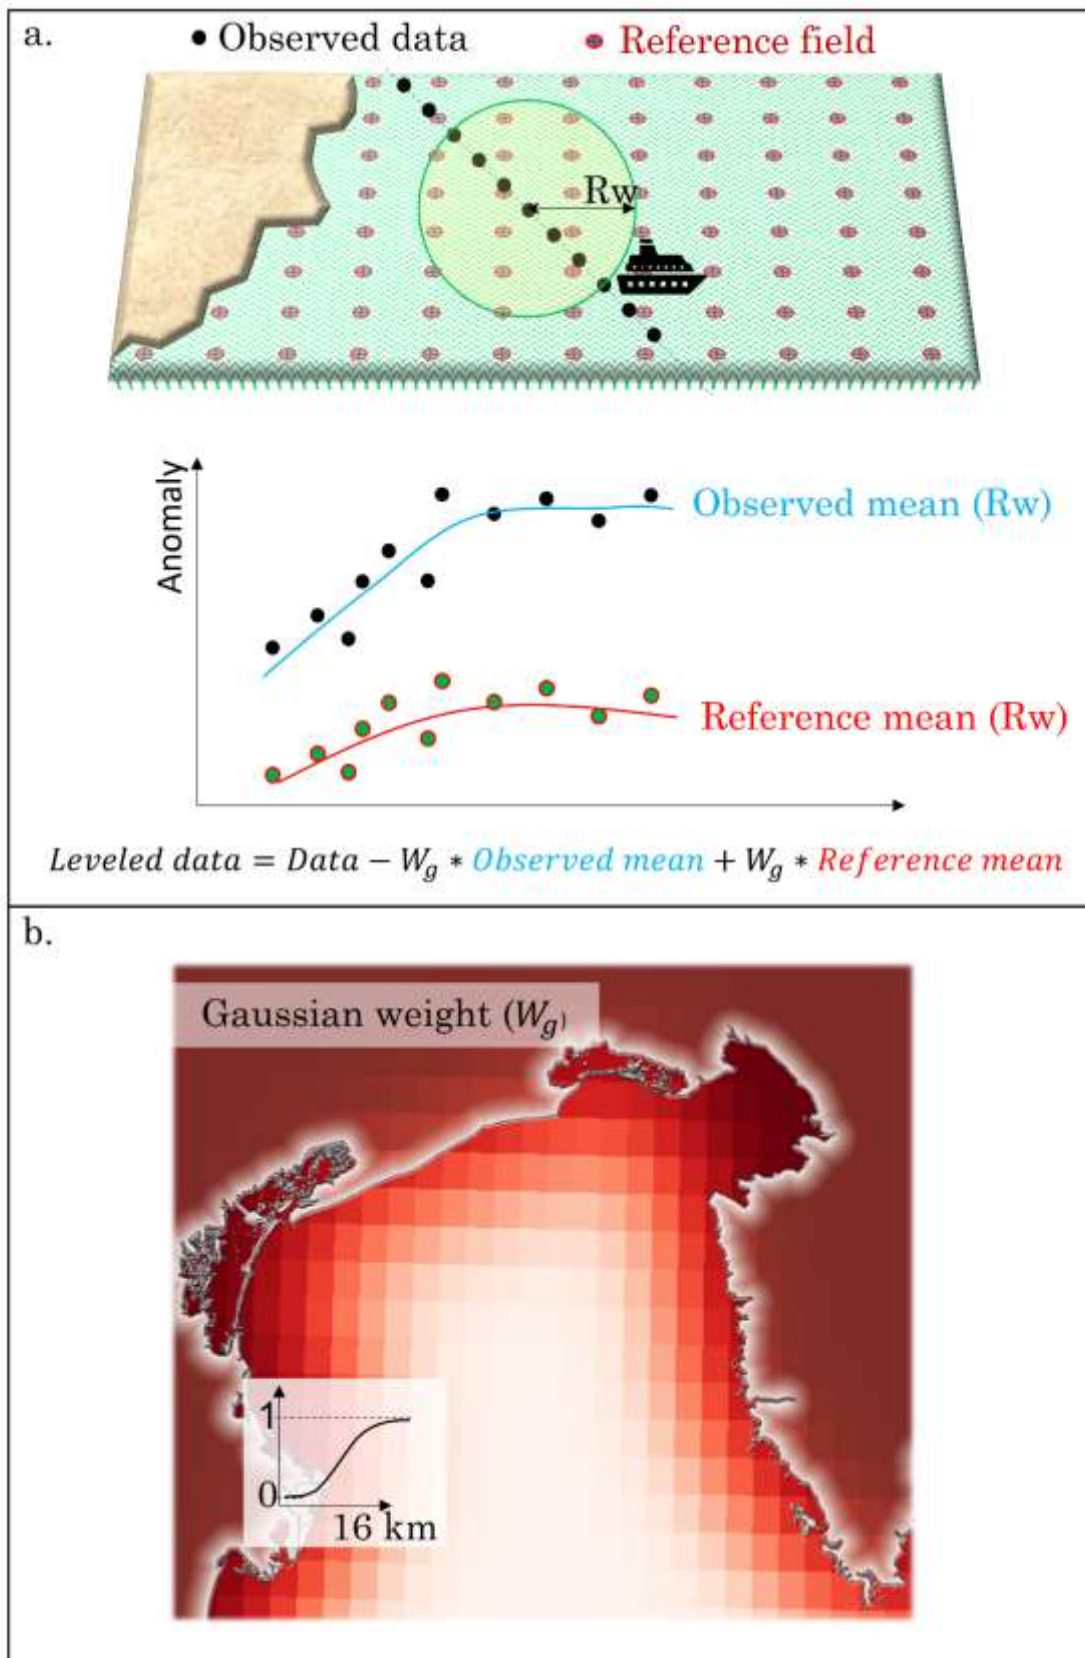 a.
Observed data
Reference field
Rw
Anomaly
Observed mean (Rw)
Reference mean (Rw)
Leveled data = Data − W_g * Observed mean + W_g * Reference mean
b.
Gaussian weight (W_g)
1
0
16 km